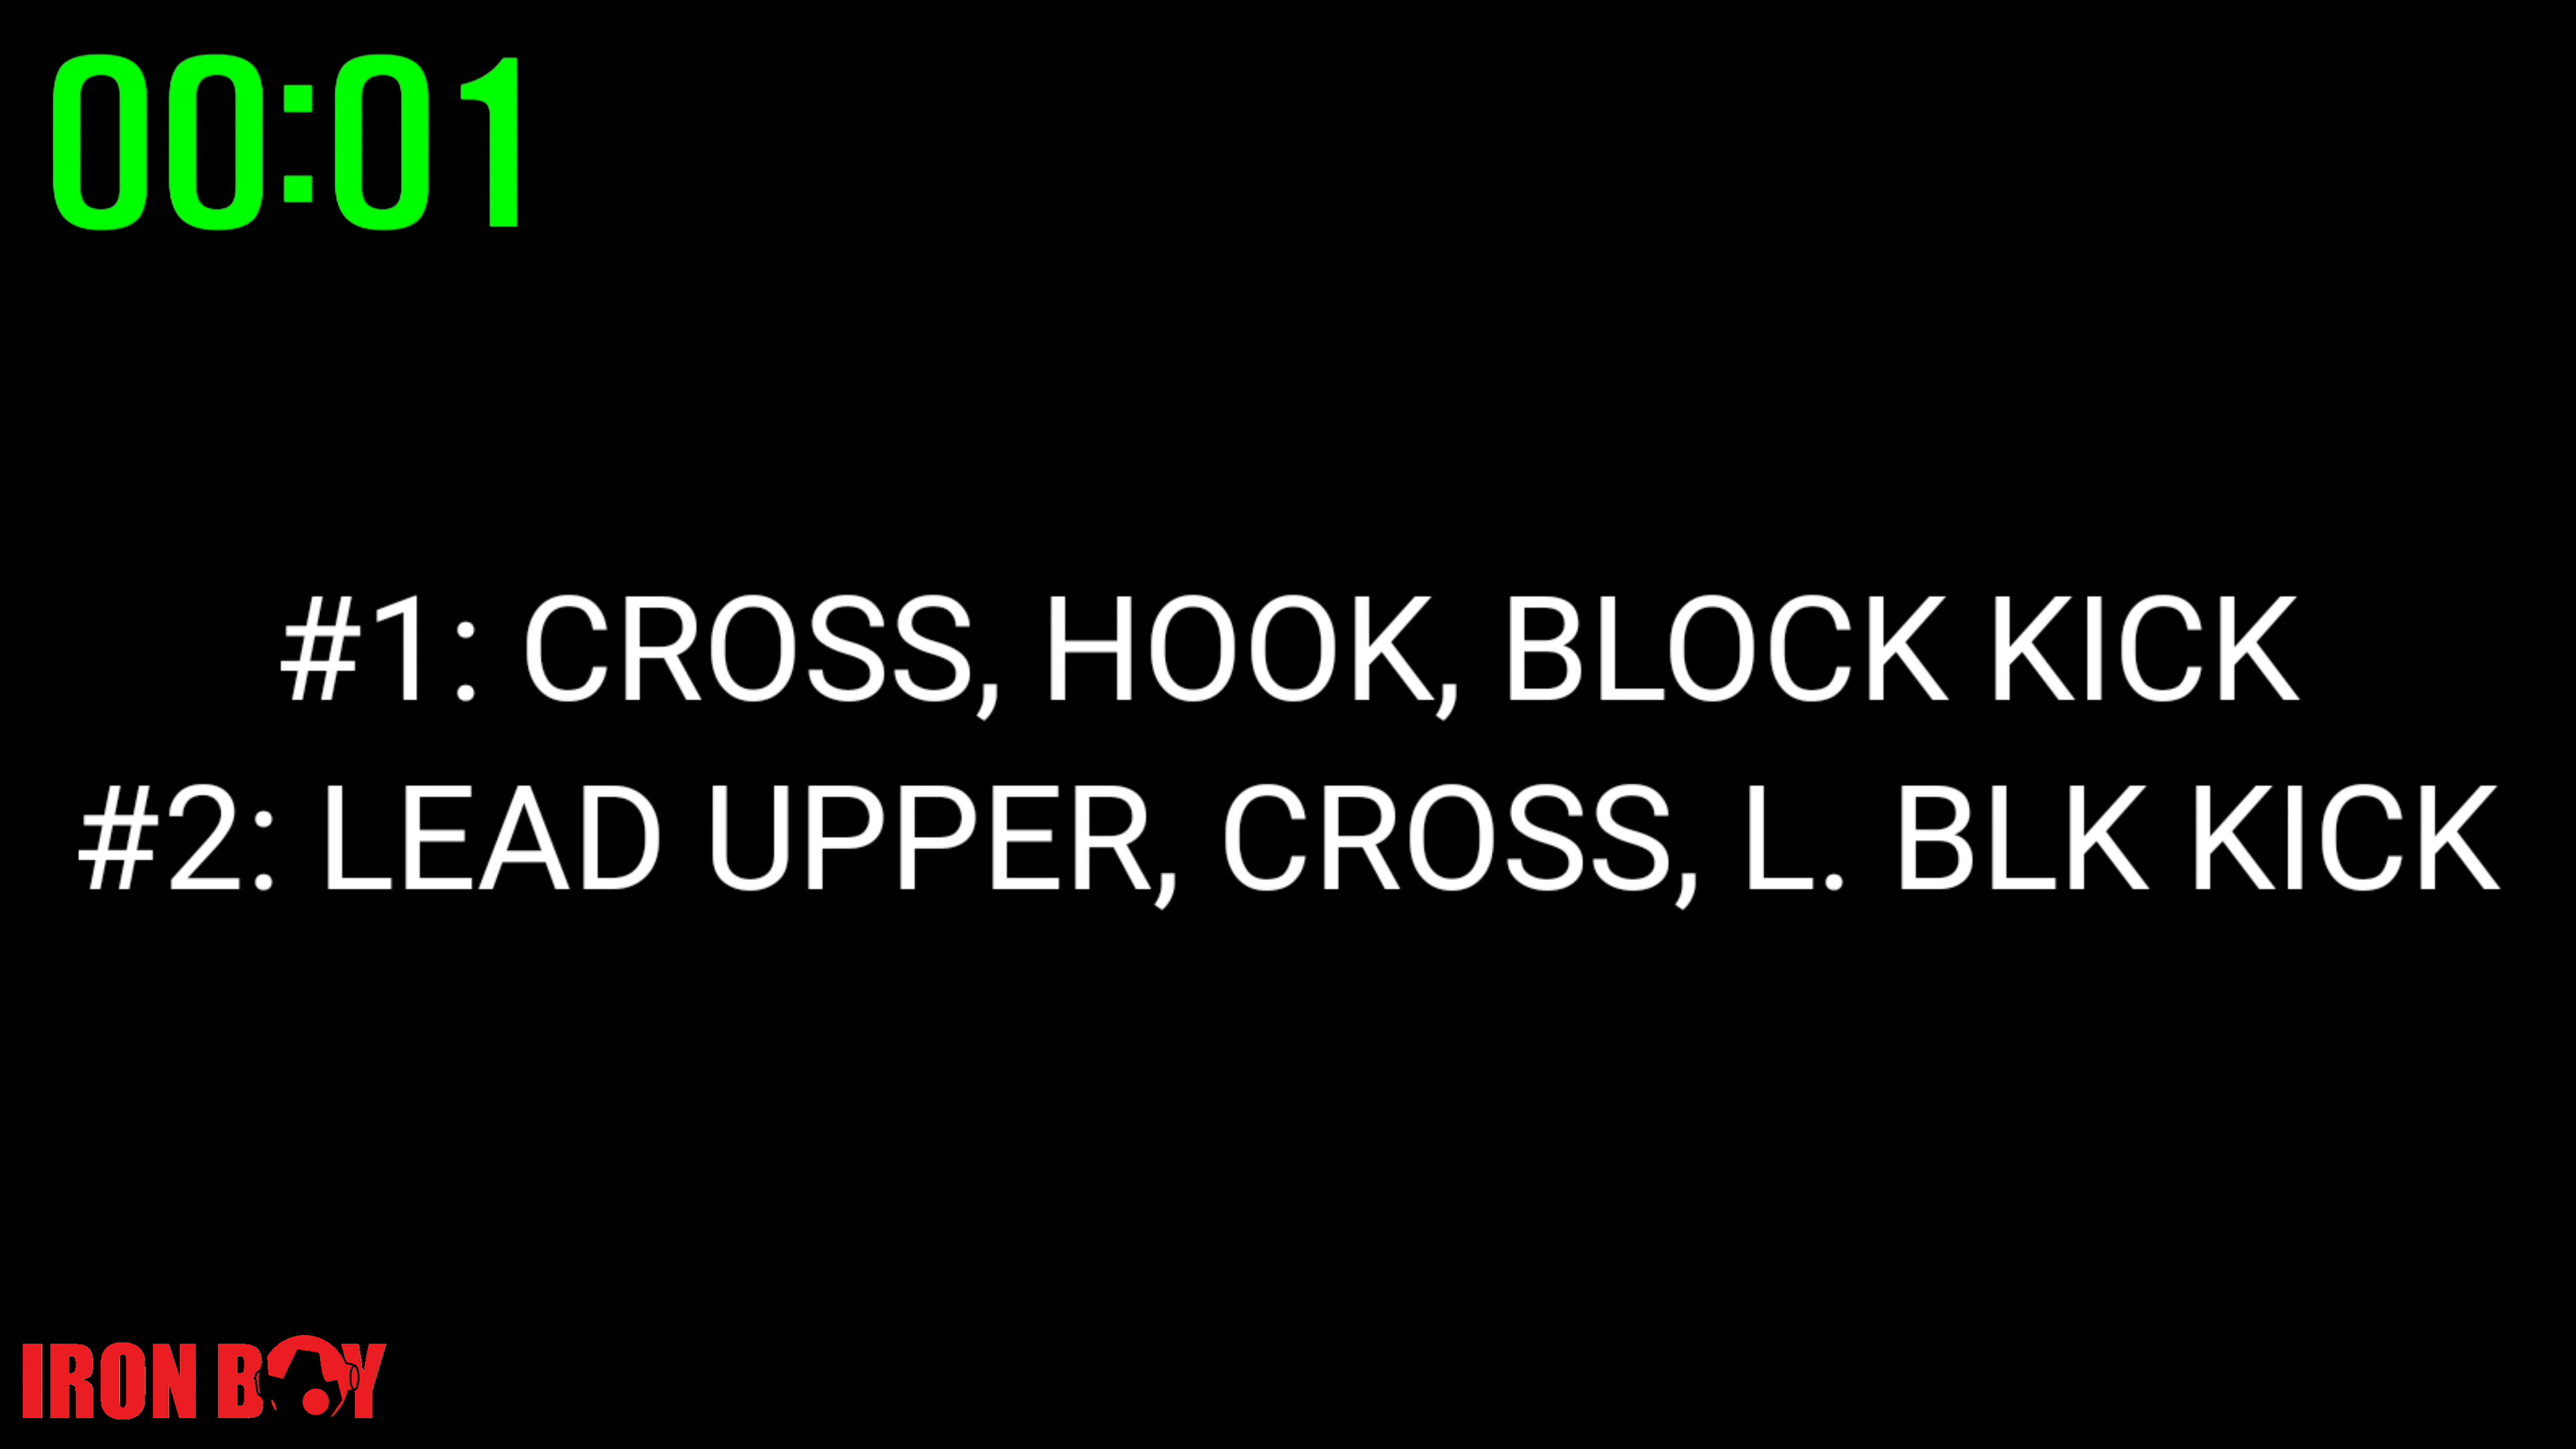 00:01
#1: CROSS, HOOK, BLOCK KICK
#2: LEAD UPPER, CROSS, L. BLK KICK
IRON BOY